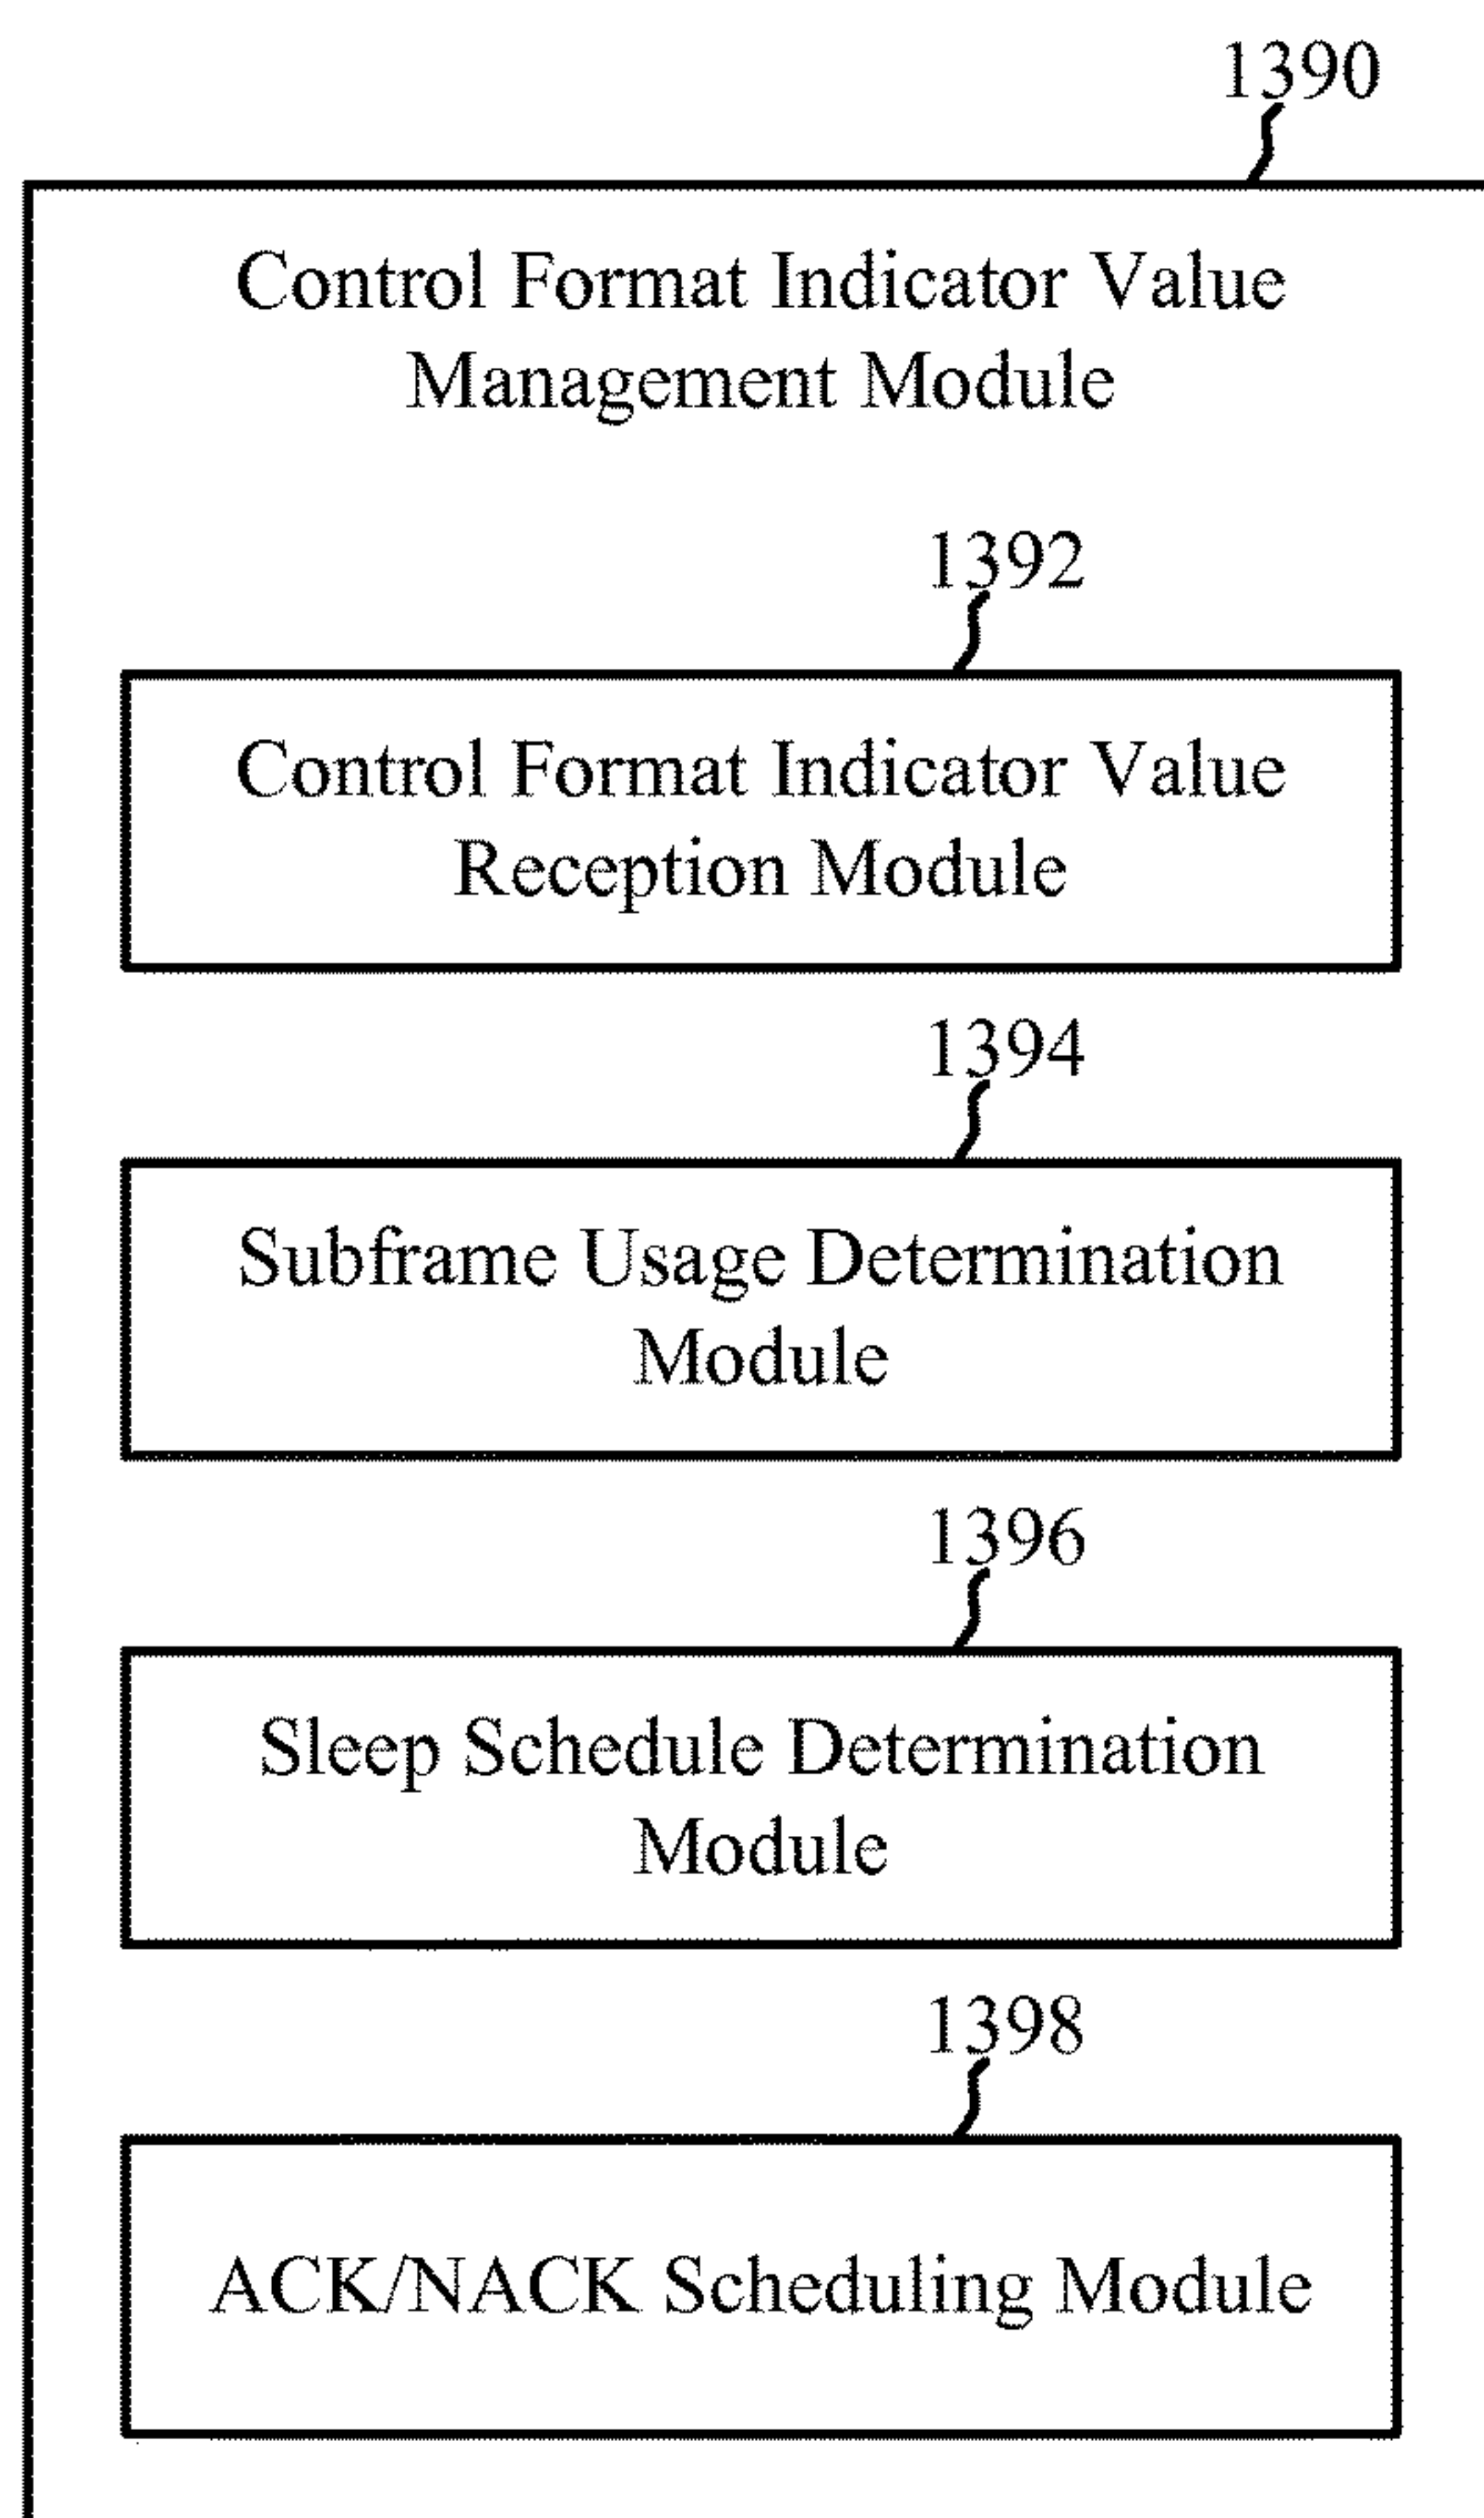 1390
Control Format Indicator Value
Management Module
1392
Control Format Indicator Value
Reception Module
1394
Subframe Usage Determination
Module
1396
Sleep Schedule Determination
Module
1398
ACK/NACK Scheduling Module